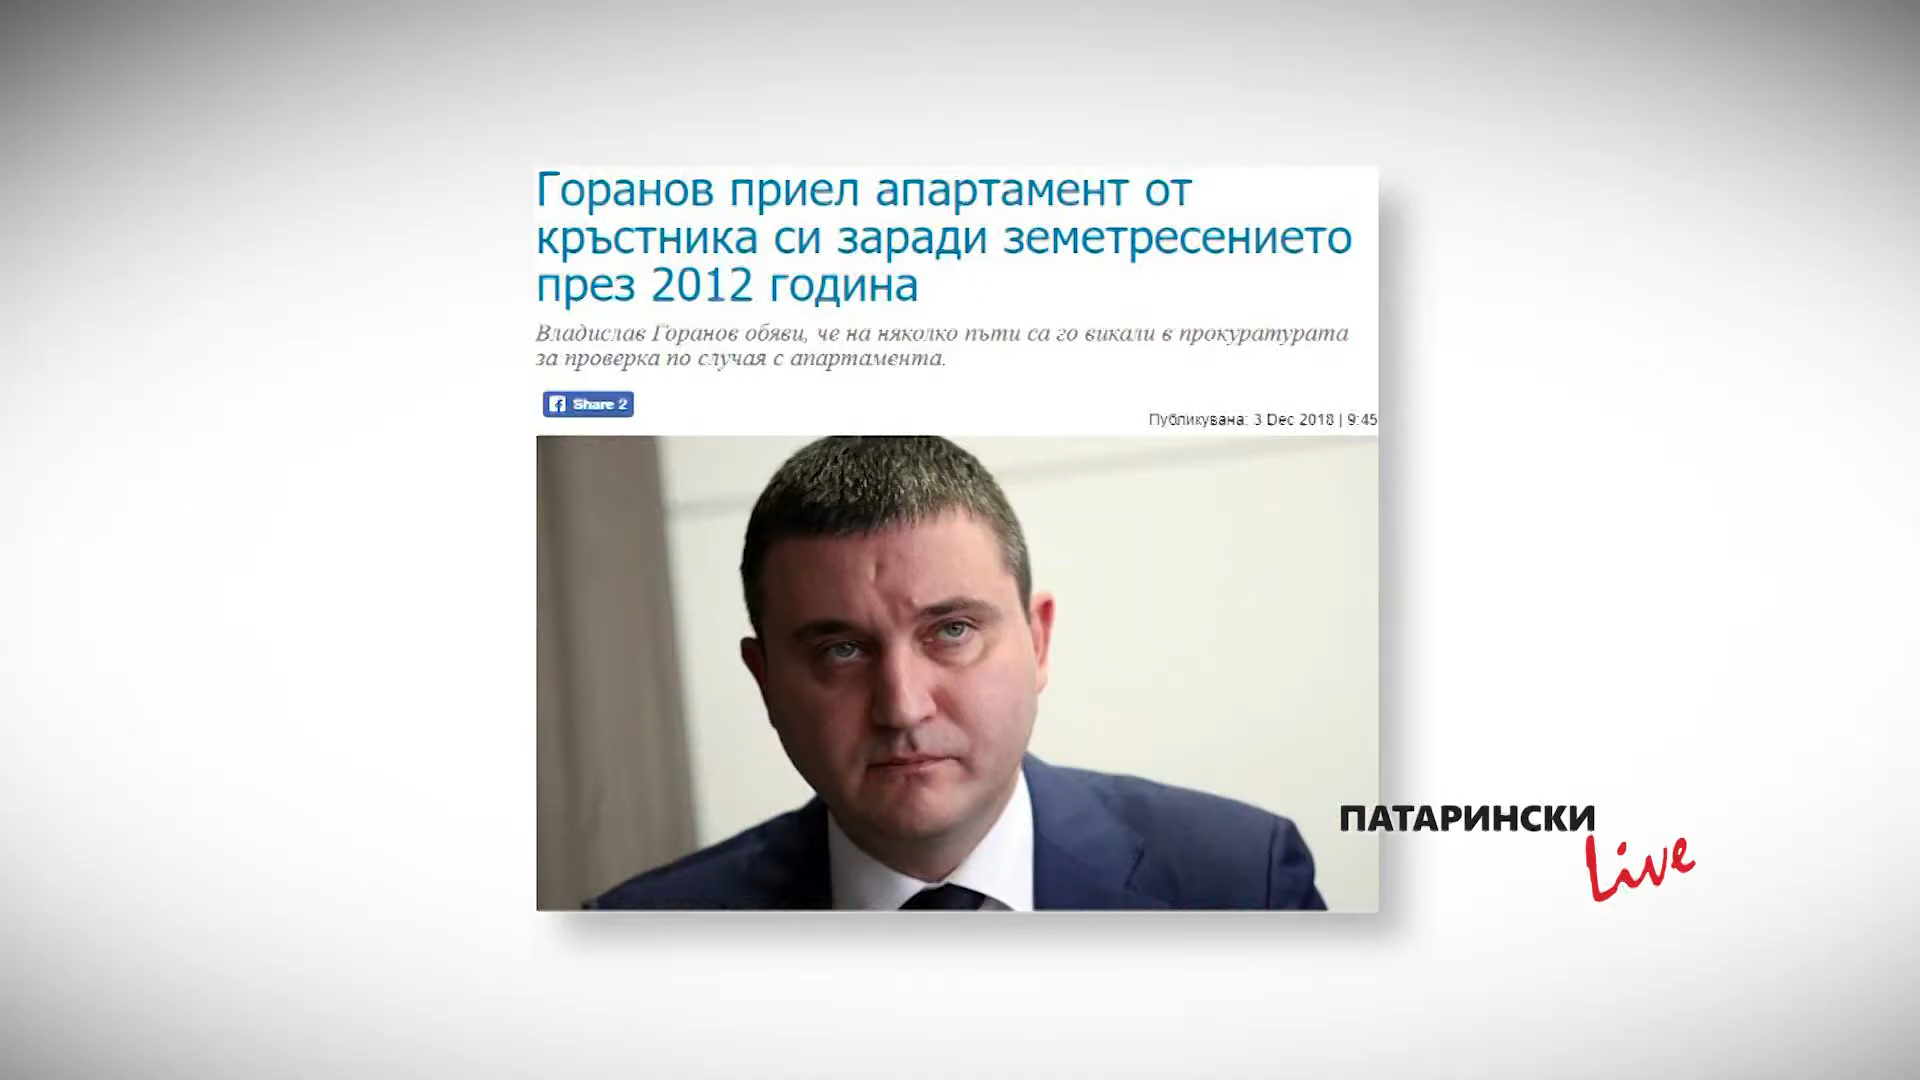 Горанов приел апартамент от
кръстника си заради земетресението
през 2012 година
Владислав Горанов обяви, че на няколко пъти са го викали в прокуратурата
за проверка по случая с апартамента.
Share 2
Публикувана: 3 Dec 2018 | 9:45
ПАТАРИНСКИ
Live